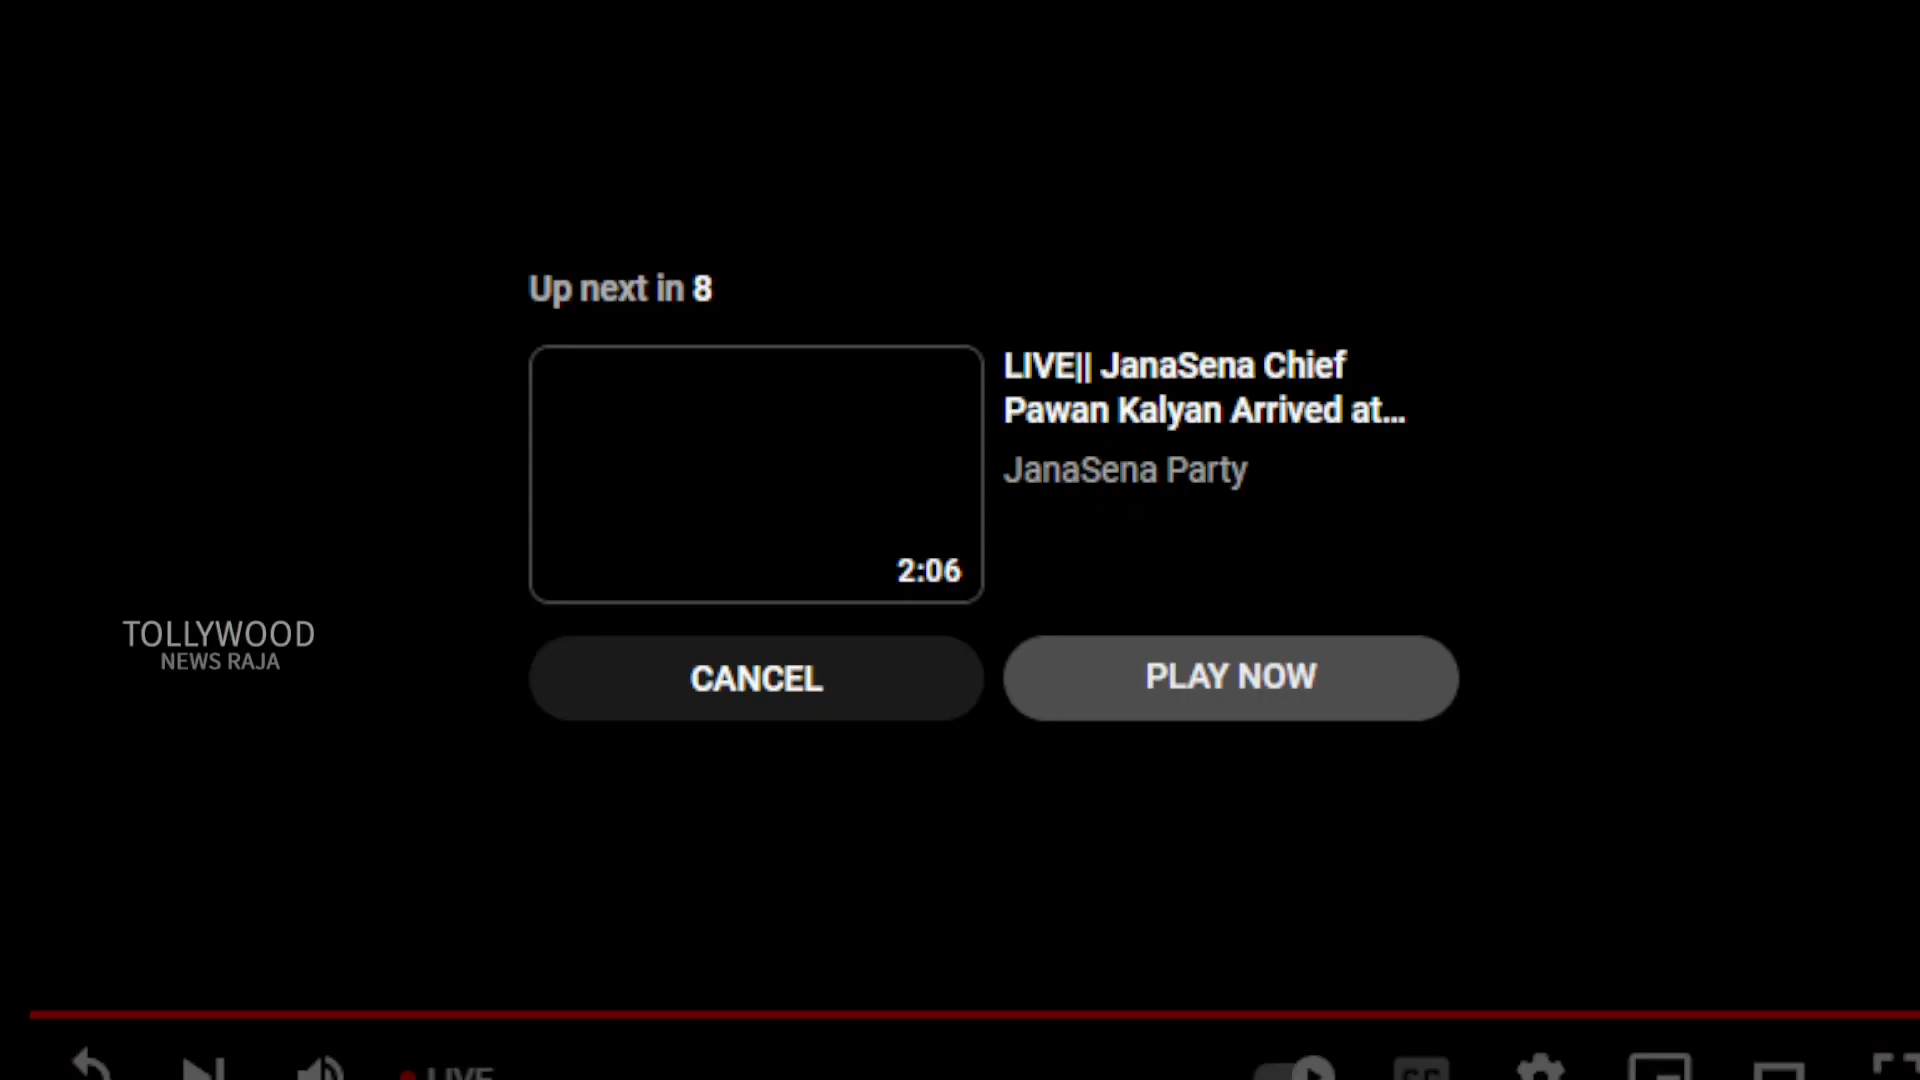 Up next in 8
LIVE|| JanaSena Chief
Pawan Kalyan Arrived at...
JanaSena Party
2:06
TOLLYWOOD
NEWS RAJA
CANCEL
PLAY NOW
LIVE